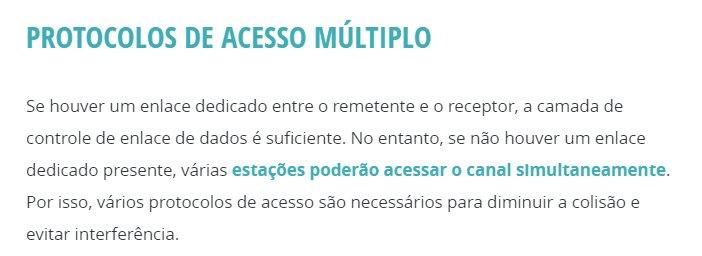 PROTOCOLOS DE ACESSO MÚLTIPLO
Se houver um enlace dedicado entre o remetente e o receptor, a camada de
controle de enlace de dados é suficiente. No entanto, se não houver um enlace
dedicado presente, várias estações poderão acessar o canal simultaneamente.
Por isso, vários protocolos de acesso são necessários para diminuir a colisão e
evitar interferência.